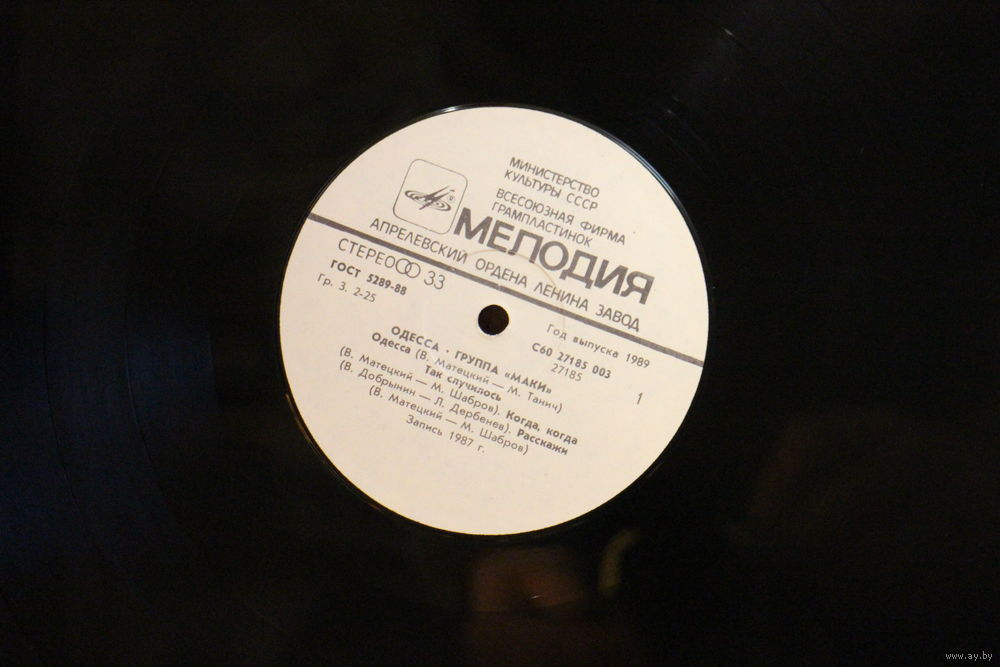 МИНИСТЕРСТВО
КУЛЬТУРЫ СССР
ВСЕСОЮЗНАЯ ФИРМА
ГРАМПЛАСТИНОК
МЕЛОДИЯ
АПРЕЛЕВСКИЙ ОРДЕНА ЛЕНИНА ЗАВОД
СТЕРЕО 33
ГОСТ 5289-88
Гр. 3. 2-25
Год выпуска 1989
С60 27185 003
27185
1
ОДЕССА · ГРУППА «МАКИ»
Одесса (В. Матецкий — М. Танич)
Так случилось
(В. Матецкий — М. Шабров). Когда, когда
(В. Добрынин — Л. Дербенев). Расскажи
(В. Матецкий — М. Шабров)
Запись 1987 г.
www.ay.by